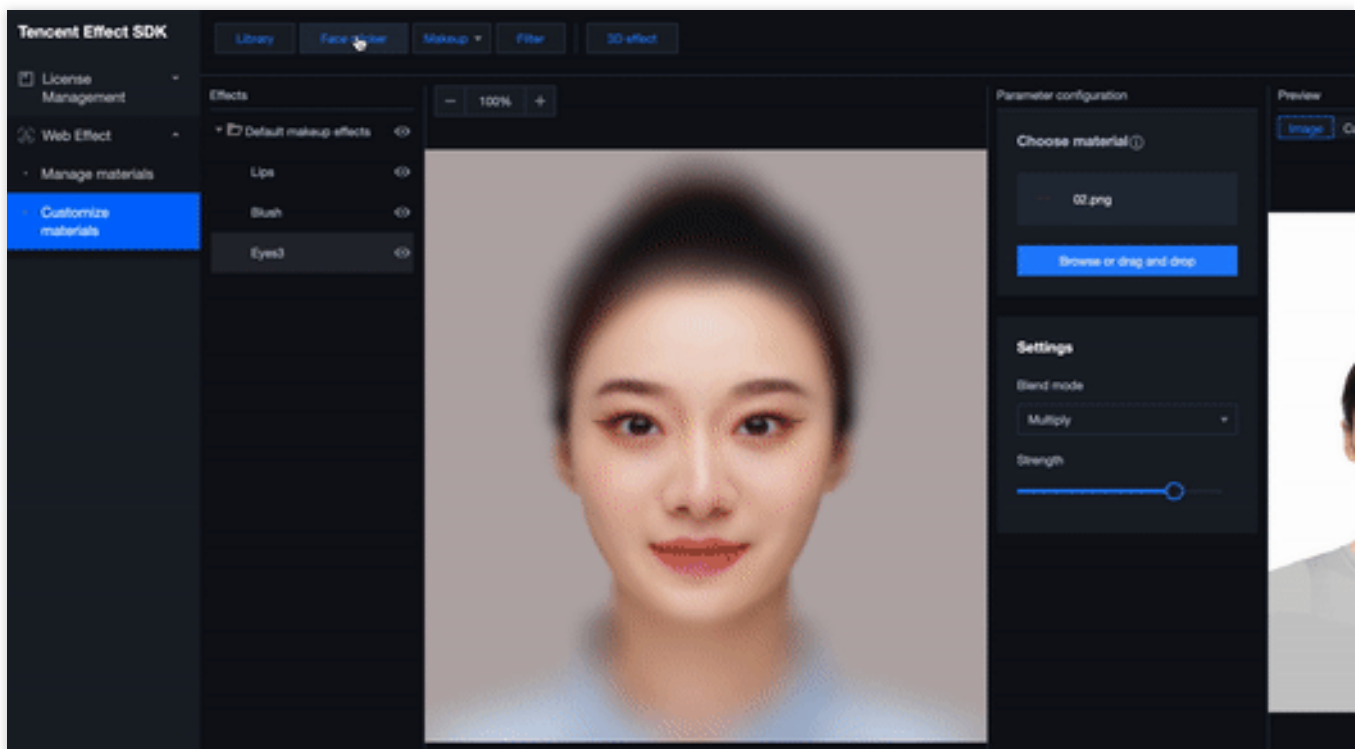 Tencent Effect SDK
Library
Face sticker
Makeup
Filter
3D effect
License
Management
Web Effect
Manage materials
Customize
materials
Effects
Default makeup effects
Lips
Blush
Eyes3
100%
Parameter configuration
Choose material
02.png
Browse or drag and drop
Settings
Blend mode
Multiply
Strength
Preview
Image